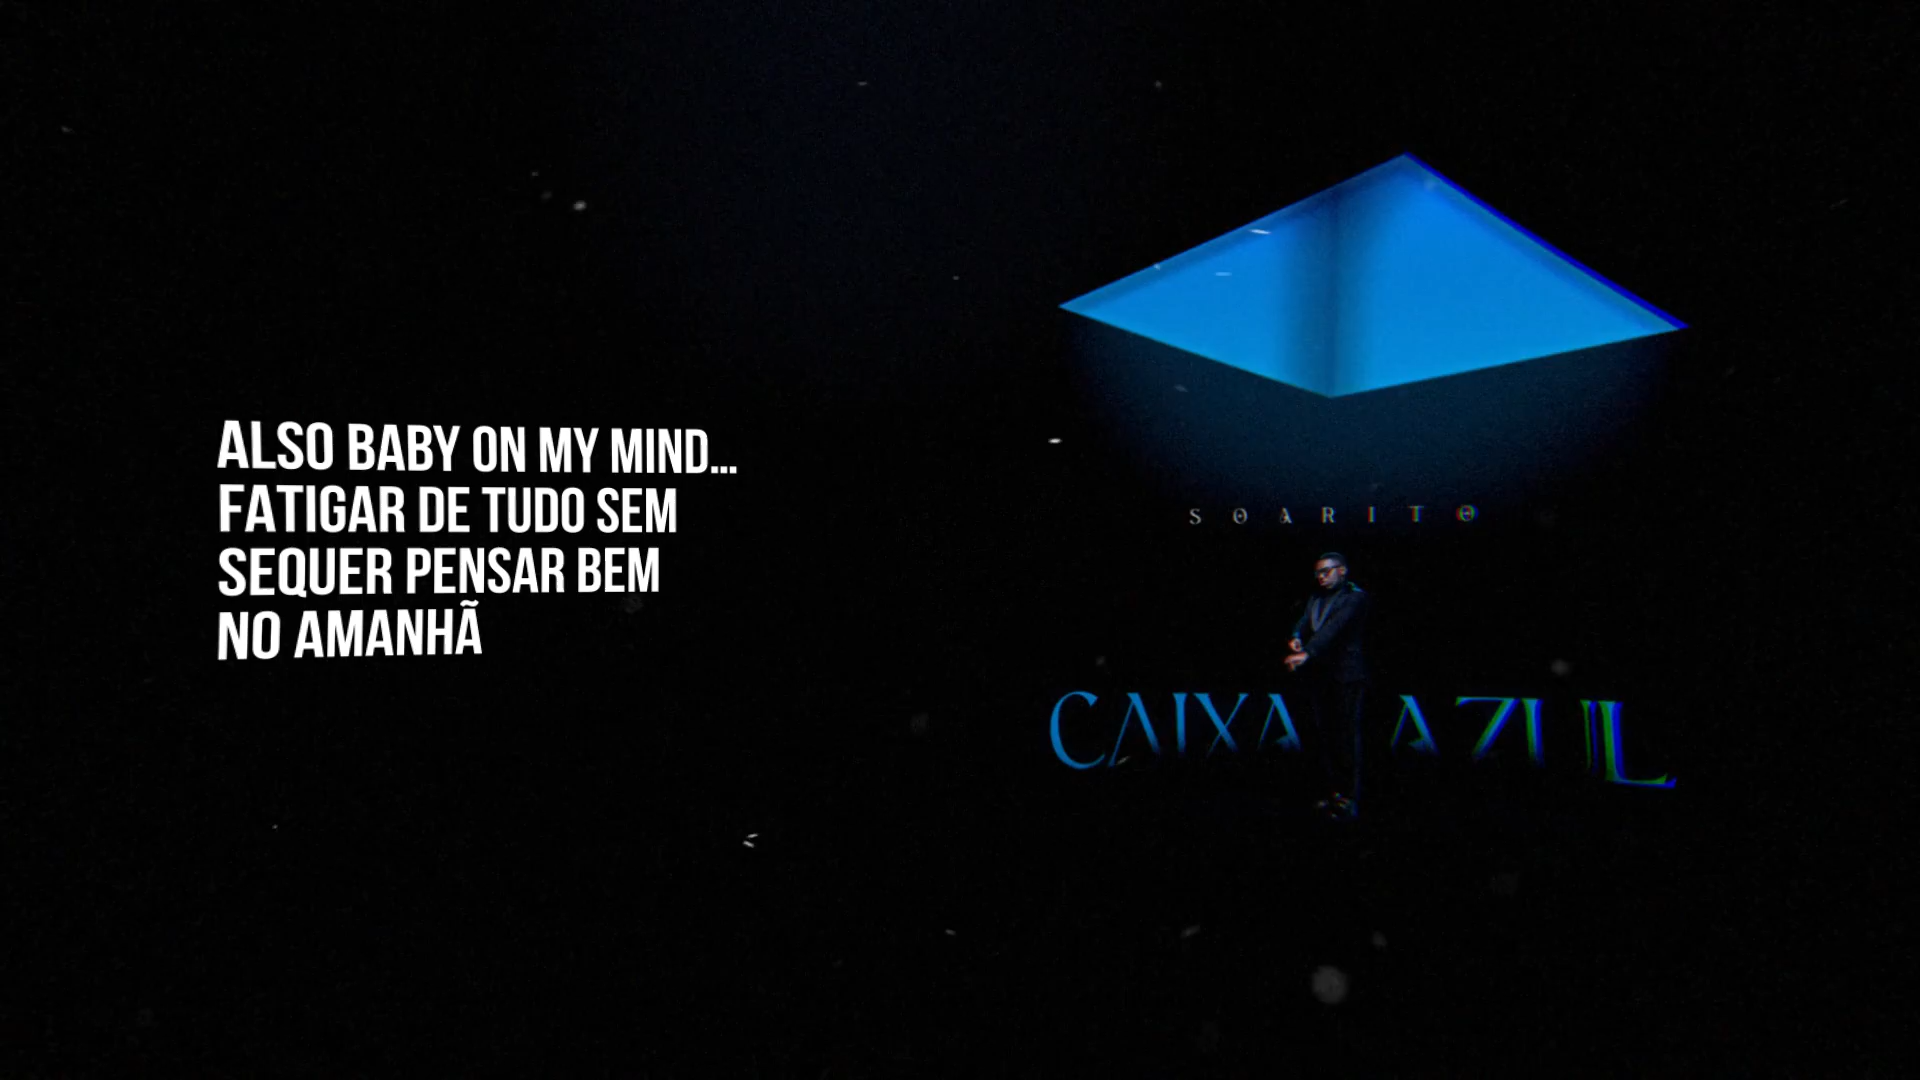 ALSO BABY ON MY MIND...
FATIGAR DE TUDO SEM
SEQUER PENSAR BEM
NO AMANHÃ
SOARITO
CAIXA AZUL